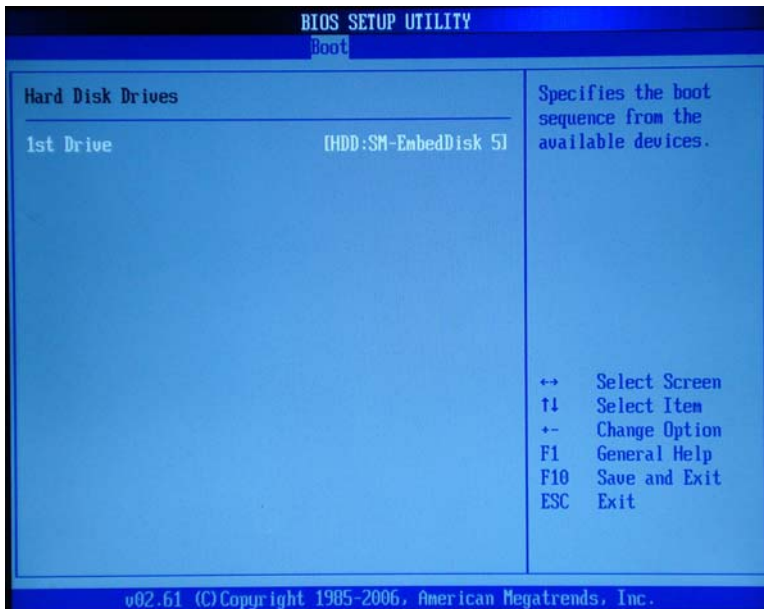 BIOS SETUP UTILITY
Boot
Hard Disk Drives
1st Drive [HDD:SM-EmbedDisk 5]
Specifies the boot
sequence from the
available devices.
↔ Select Screen
↑↓ Select Item
+- Change Option
F1 General Help
F10 Save and Exit
ESC Exit
v02.61 (C)Copyright 1985-2006, American Megatrends, Inc.